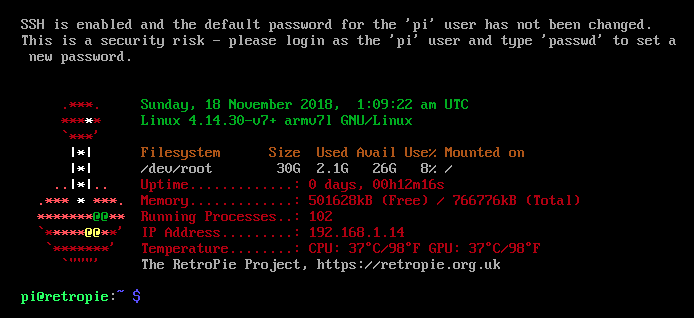 SSH is enabled and the default password for the 'pi' user has not been changed.
This is a security risk - please login as the 'pi' user and type 'passwd' to set a
new password.
.***.    Sunday, 18 November 2018,  1:09:22 am UTC
*****    Linux 4.14.30-v7+ armv7l GNU/Linux
`***'
|*|      Filesystem      Size  Used Avail Use% Mounted on
|*|      /dev/root        30G  2.1G   26G   8% /
..|*|..    Uptime.............: 0 days, 00h12m16s
.*** * ***.  Memory.............: 501628kB (Free) / 766776kB (Total)
*******@@**  Running Processes..: 102
`*****@@**'  IP Address.........: 192.168.1.14
`*******'   Temperature........: CPU: 37°C/98°F GPU: 37°C/98°F
`"""'     The RetroPie Project, https://retropie.org.uk
pi@retropie:~ $